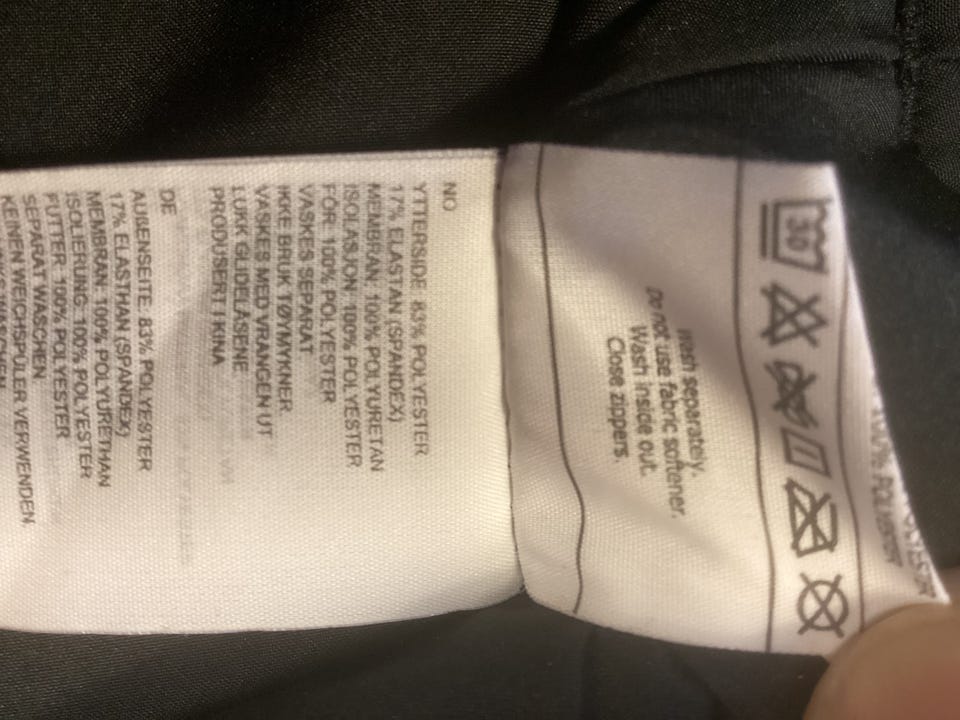 NO
YTTERSIDE: 83% POLYESTER
17% ELASTAN (SPANDEX)
MEMBRAN: 100% POLYURETAN
ISOLASJON: 100% POLYESTER
FÔR: 100% POLYESTER
VASKES SEPARAT
IKKE BRUK TØYMYKNER
VASKES MED VRANGEN UT
LUKK GLIDELÅSENE
PRODUSERT I KINA
DE
AUßENSEITE: 83% POLYESTER
17% ELASTHAN (SPANDEX)
MEMBRAN: 100% POLYURETHAN
ISOLIERUNG: 100% POLYESTER
FUTTER: 100% POLYESTER
SEPARAT WASCHEN.
KEINEN WEICHSPÜLER VERWENDEN.
100% POLYESTER
30
Wash separately.
Do not use fabric softener.
Wash inside out.
Close zippers.